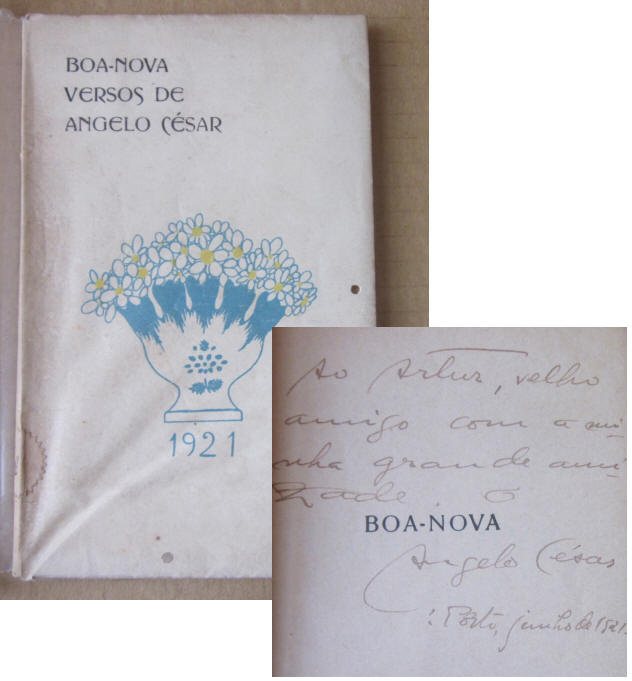 BOA-NOVA
VERSOS DE
ANGELO CÉSAR
1921
Ao Artur, velho
amigo com a mi-
nha grande ami-
zade. O
BOA-NOVA
Angelo César
Porto, junho de 1921.